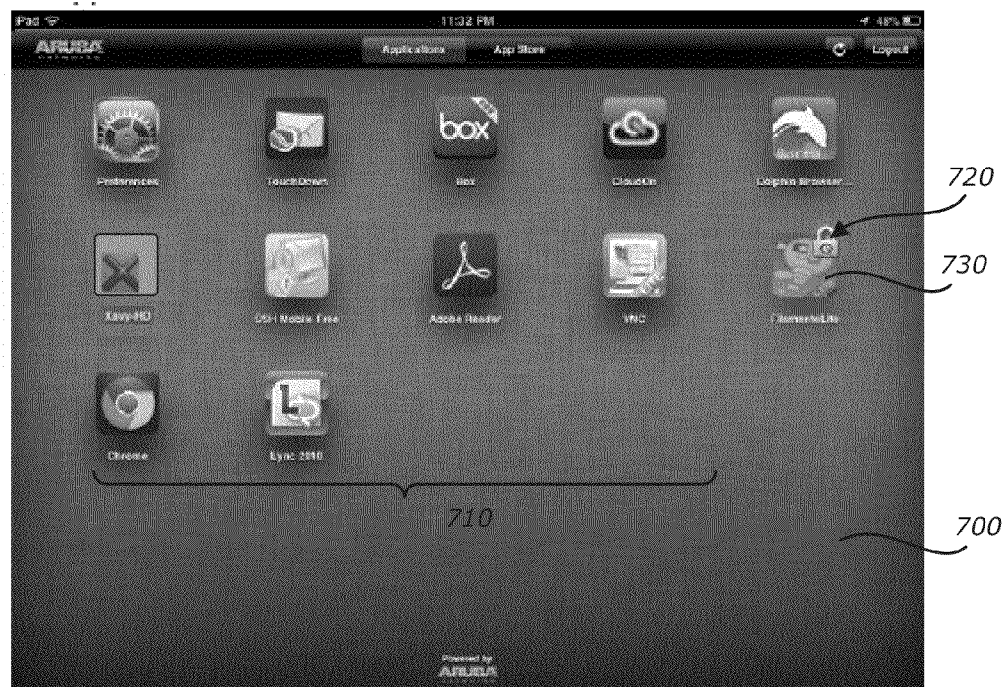 iPad 11:32 PM 48%
ARUBA Applications App Store Logout
NETWORKS
box
Preferences TouchDown Box CloudOn Dolphin Browser...
720
730
Adobe Reader VNC
L
Chrome Lync 2010
710
700
Powered by
ARUBA